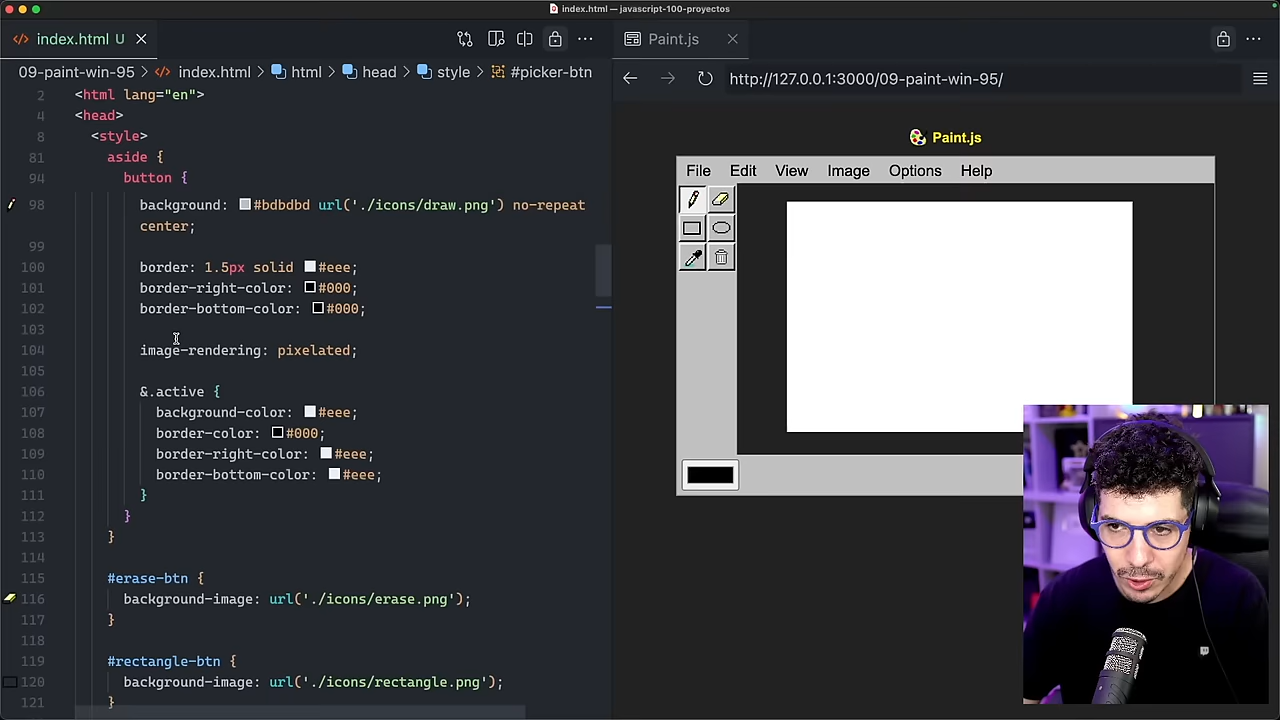 index.html — javascript-100-proyectos
index.html U
Paint.js
09-paint-win-95 > index.html > html > head > style > #picker-btn
http://127.0.0.1:3000/09-paint-win-95/
2 <html lang="en">
4 <head>
8 <style>
81 aside {
94 button {
98 background: #bdbdbd url('./icons/draw.png') no-repeat
center;
99
100 border: 1.5px solid #eee;
101 border-right-color: #000;
102 border-bottom-color: #000;
103
104 image-rendering: pixelated;
105
106 &.active {
107 background-color: #eee;
108 border-color: #000;
109 border-right-color: #eee;
110 border-bottom-color: #eee;
111 }
112 }
113 }
114
115 #erase-btn {
116 background-image: url('./icons/erase.png');
117 }
118
119 #rectangle-btn {
120 background-image: url('./icons/rectangle.png');
121 }
Paint.js
File Edit View Image Options Help